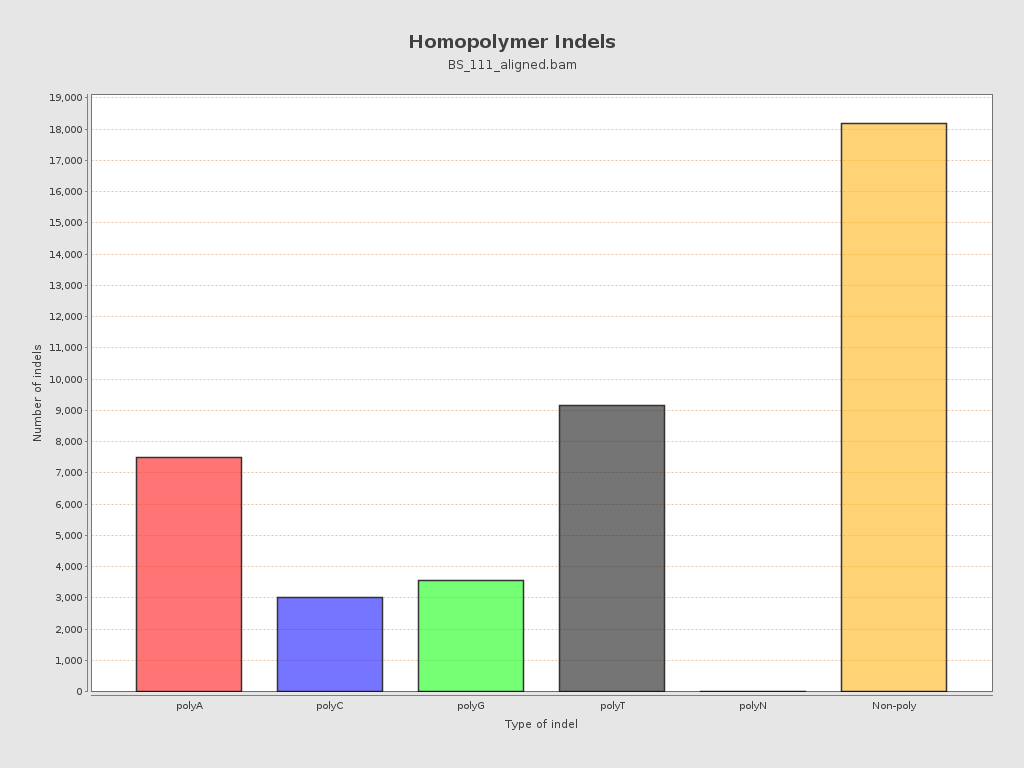 Homopolymer Indels
BS_111_aligned.bam
19,000
18,000
17,000
16,000
15,000
14,000
13,000
12,000
11,000
10,000
9,000
8,000
7,000
6,000
5,000
4,000
3,000
2,000
1,000
0
Number of indels
polyA
polyC
polyG
polyT
polyN
Non-poly
Type of indel